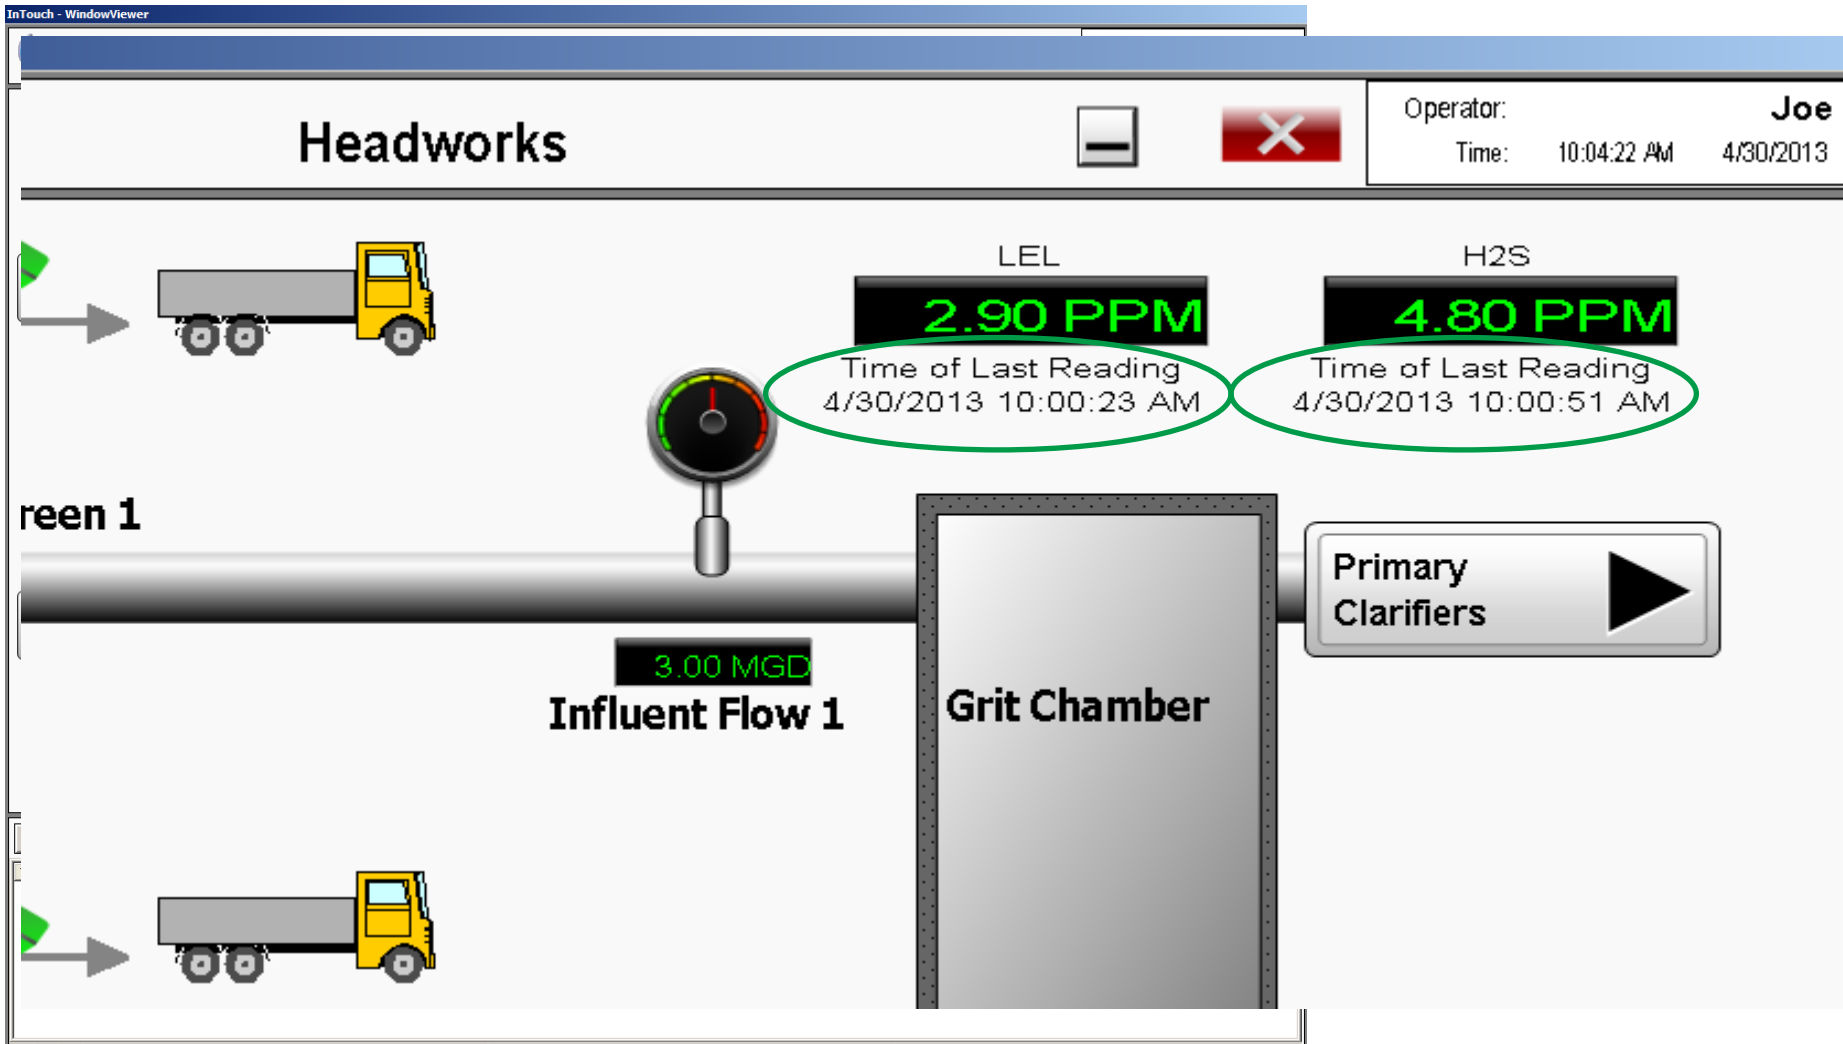 InTouch - WindowViewer
Headworks
Operator: Joe
Time: 10:04:22 AM 4/30/2013
LEL
2.90 PPM
Time of Last Reading
4/30/2013 10:00:23 AM
H2S
4.80 PPM
Time of Last Reading
4/30/2013 10:00:51 AM
reen 1
3.00 MGD
Influent Flow 1
Grit Chamber
Primary
Clarifiers